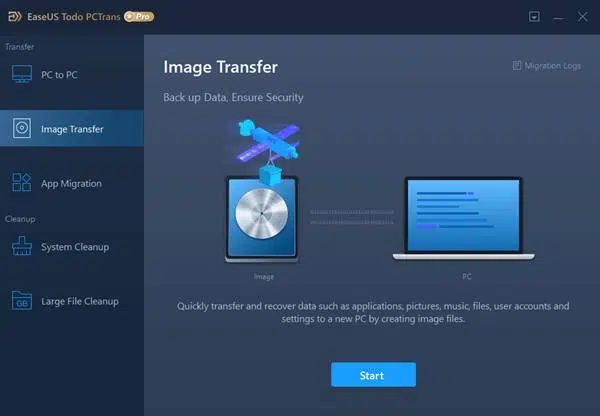 EaseUS Todo PCTrans Pro
Transfer
PC to PC
Image Transfer
App Migration
Cleanup
System Cleanup
GB
Large File Cleanup
Image Transfer
Migration Logs
Back up Data, Ensure Security
Image
PC
Quickly transfer and recover data such as applications, pictures, music, files, user accounts and
settings to a new PC by creating image files.
Start